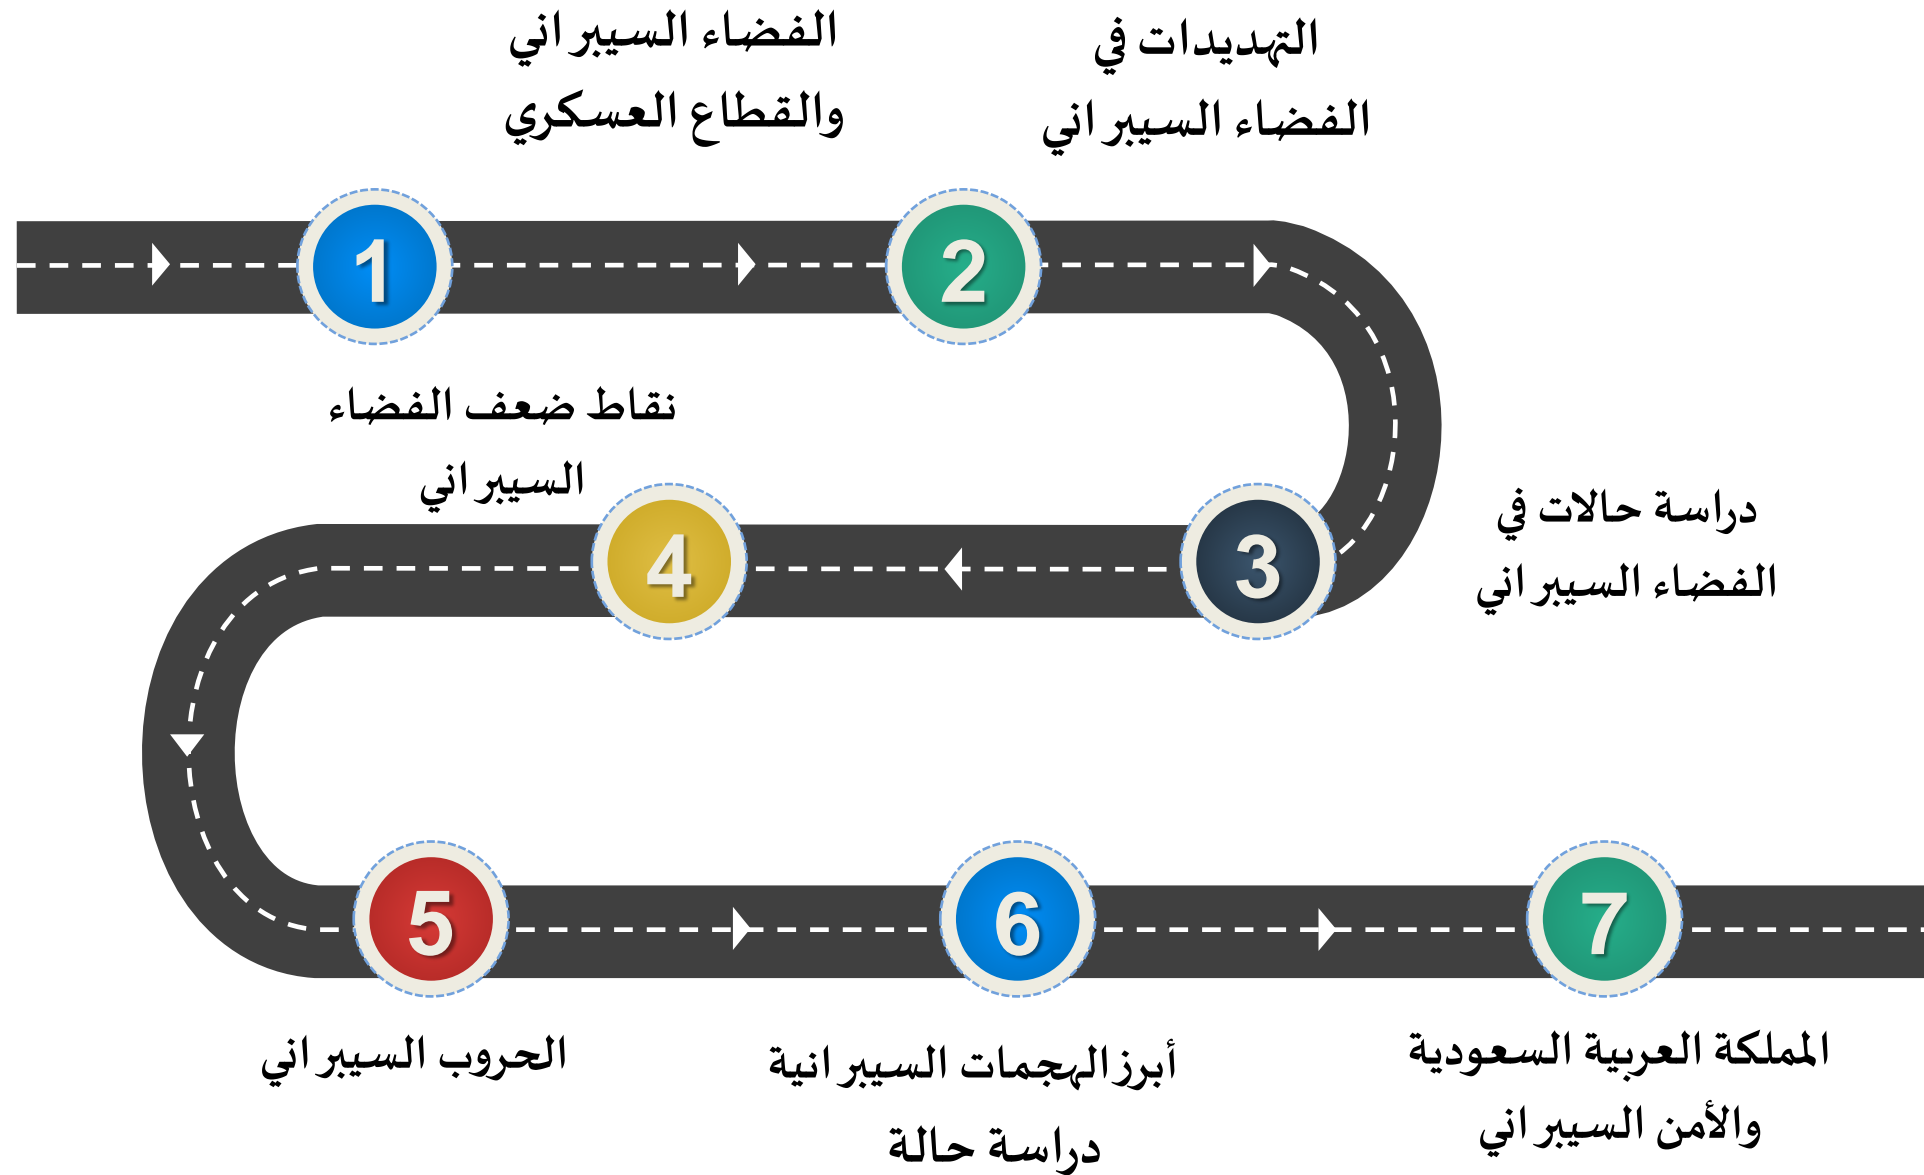 الفضاء السيبراني
والقطاع العسكري
1
التهديدات في
الفضاء السيبراني
2
دراسة حالات في
الفضاء السيبراني
3
نقاط ضعف الفضاء
السيبراني
4
5
الحروب السيبراني
6
أبرز الهجمات السيبرانية
دراسة حالة
7
المملكة العربية السعودية
والأمن السيبراني